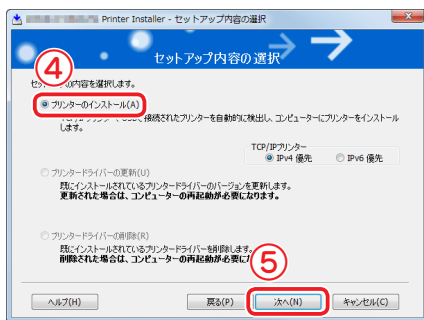 Printer Installer - セットアップ内容の選択
セットアップ内容の選択
④
の内容を選択します。
プリンターのインストール(A)
接続されたプリンターを自動的に検出し、コンピューターにプリンターをインストール
します。
TCP/IPプリンター
IPv4 優先
IPv6 優先
プリンタードライバーの更新(U)
既にインストールされているプリンタードライバーのバージョンを更新します。
更新された場合は、コンピューターの再起動が必要になります。
プリンタードライバーの削除(R)
既にインストールされているプリンタードライバーを削除します。
削除された場合は、コンピューターの再起動が必要に
⑤
ヘルプ(H)
戻る(P)
次へ(N)
キャンセル(C)